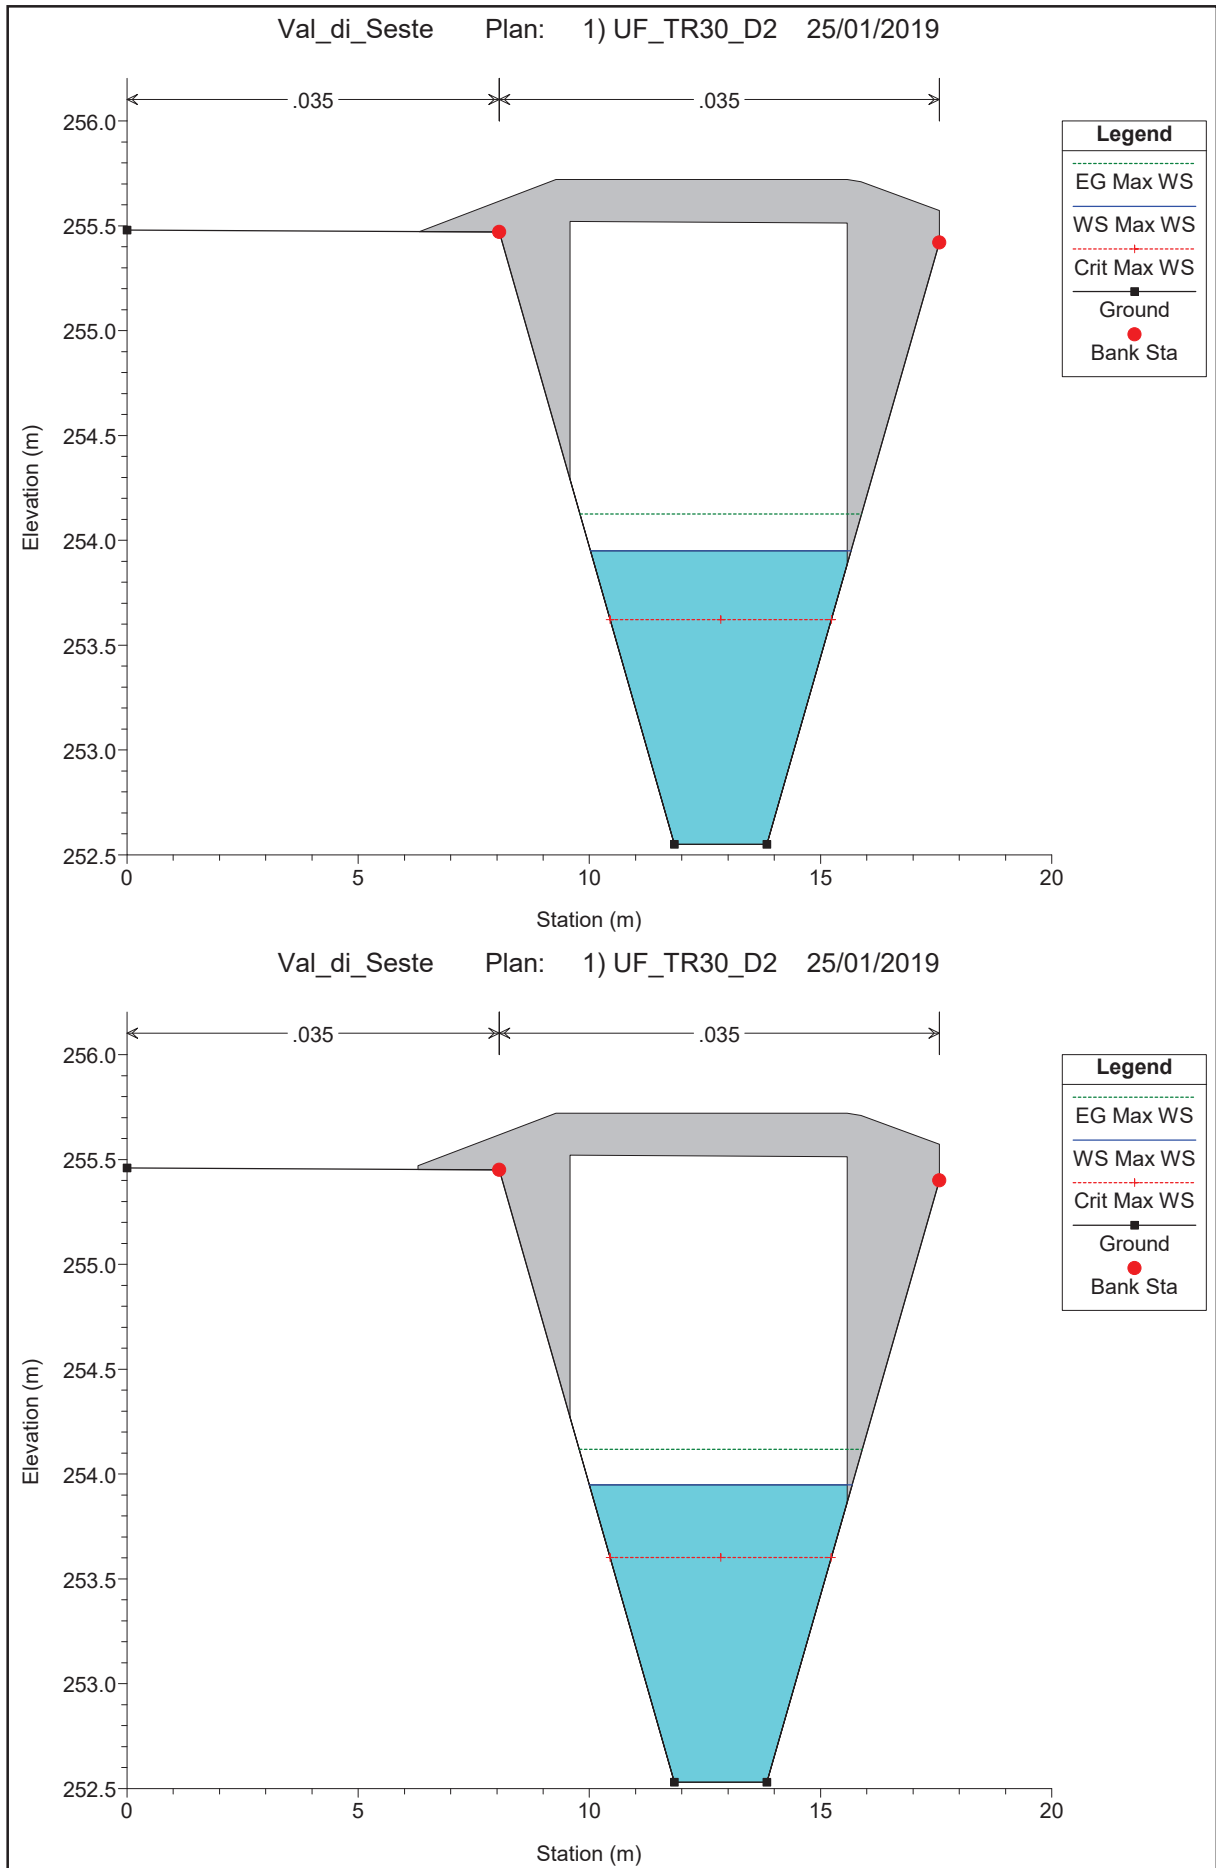 Val_di_Seste Plan: 1) UF_TR30_D2 25/01/2019
.035 .035
256.0
255.5
255.0
254.5
254.0
253.5
253.0
252.5
Elevation (m)
0 5 10 15 20
Station (m)
Legend
EG Max WS
WS Max WS
Crit Max WS
Ground
Bank Sta
Val_di_Seste Plan: 1) UF_TR30_D2 25/01/2019
.035 .035
256.0
255.5
255.0
254.5
254.0
253.5
253.0
252.5
Elevation (m)
0 5 10 15 20
Station (m)
Legend
EG Max WS
WS Max WS
Crit Max WS
Ground
Bank Sta